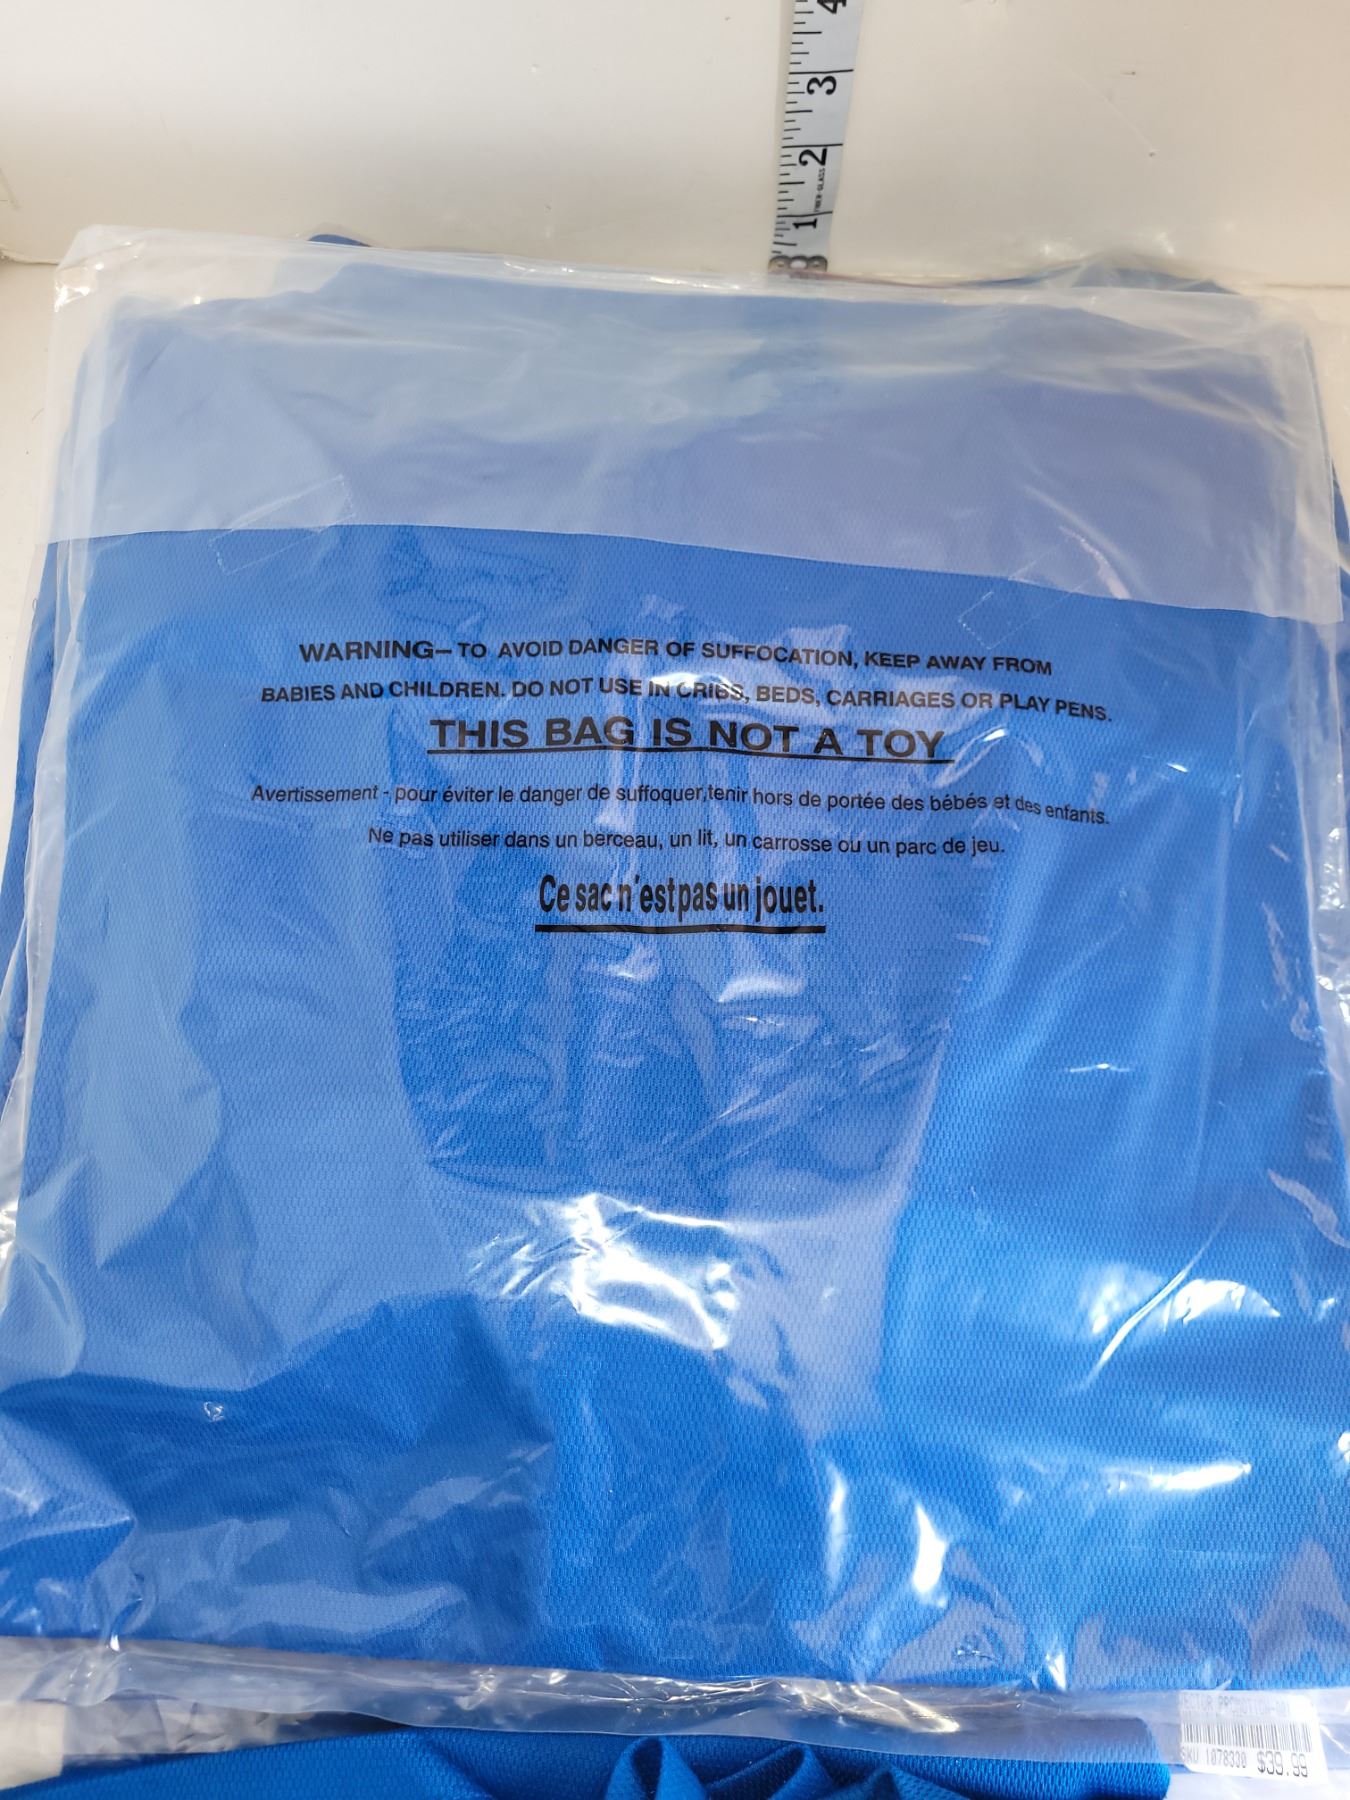 4
3
2
FIBER-GLASS
1
WARNING– TO AVOID DANGER OF SUFFOCATION, KEEP AWAY FROM
BABIES AND CHILDREN. DO NOT USE IN CRIBS, BEDS, CARRIAGES OR PLAY PENS.
THIS BAG IS NOT A TOY
Avertissement - pour éviter le danger de suffoquer,tenir hors de portée des bébés et des enfants.
Ne pas utiliser dans un berceau, un lit, un carrosse ou un parc de jeu.
Ce sac n'est pas un jouet.
SKU 1078330 $39.99